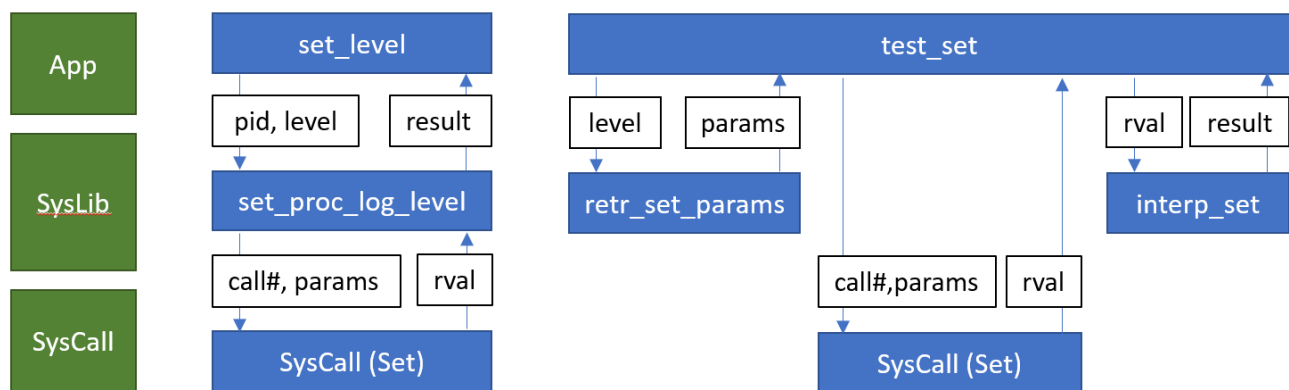 App
set_level
test_set
pid, level
result
level
params
rval
result
SysLib
set_proc_log_level
retr_set_params
interp_set
call#, params
rval
call#,params
rval
SysCall
SysCall (Set)
SysCall (Set)